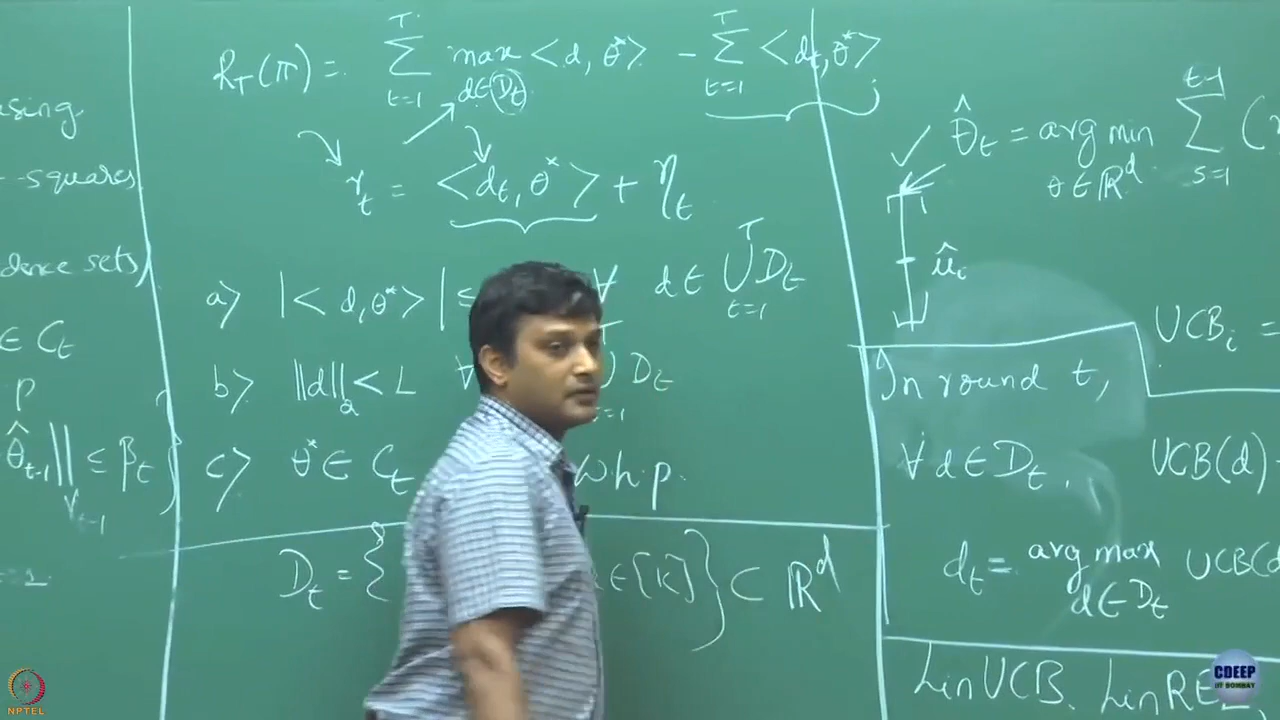 using
-squares
dence sets)
∈ C_t
P
θ̂_{t-1}||_{V_{t-1}} ≤ β_t }
R_T(π) = Σ_{t=1}^{T} max_{d∈D_t} <d, θ*> - Σ_{t=1}^{T} <d_t, θ*>
r_t = <d_t, θ*> + η_t
a> |<d, θ*>| ≤ ∀ d ∈ ∪_{t=1}^{T} D_t
b> ||d||_2 < L ∀ D_t
c> θ* ∈ C_t w.h.p.
D_t = { ∈ [K] } ⊂ ℝ^d
θ̂_t = arg min_{θ∈ℝ^d} Σ_{s=1}^{t-1} (
μ̂_i
UCB_i =
In round t,
∀ d ∈ D_t, UCB(d)
d_t = arg max_{d∈D_t} UCB(d
LinUCB, LinRE
NPTEL
CDEEP
IIT BOMBAY